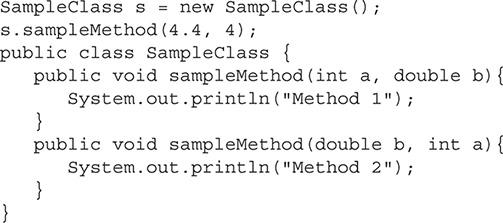 SampleClass s = new SampleClass();
s.sampleMethod(4.4, 4);
public class SampleClass {
   public void sampleMethod(int a, double b){
      System.out.println("Method 1");
   }
   public void sampleMethod(double b, int a){
      System.out.println("Method 2");
   }
}